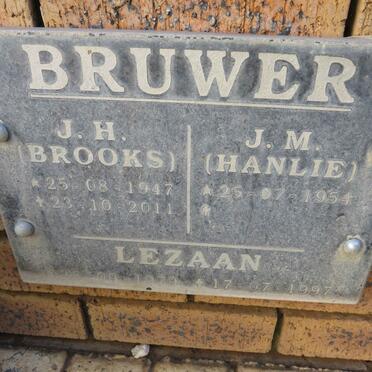 BRUWER
J. H.
(BROOKS)
* 25-08-1947
+ 23.10.2011
J. M.
(HANLIE)
* 25-07-1954
LEZAAN
+ 17-07-1997